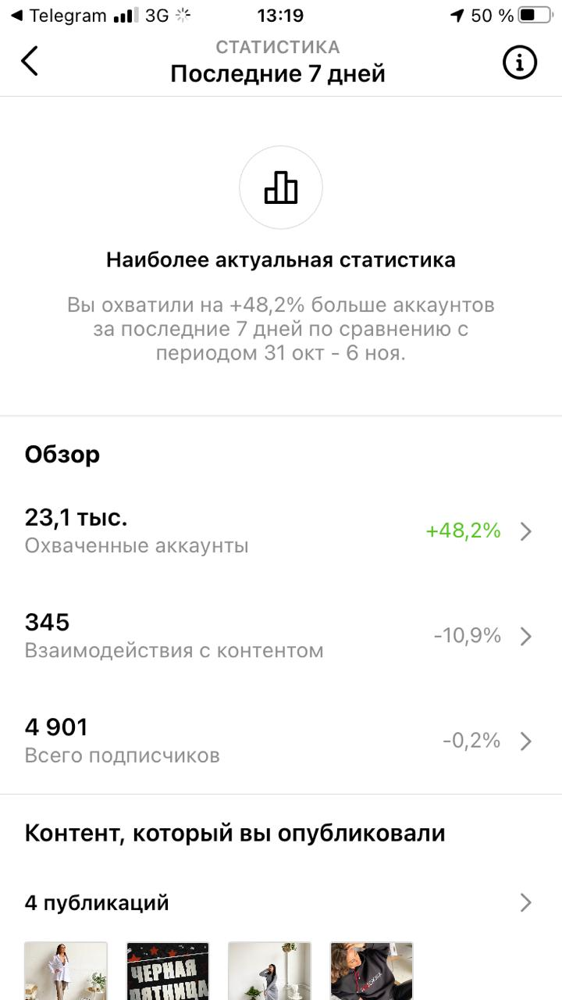 Telegram 3G 13:19 50 %
СТАТИСТИКА
Последние 7 дней
Наиболее актуальная статистика
Вы охватили на +48,2% больше аккаунтов
за последние 7 дней по сравнению с
периодом 31 окт - 6 ноя.
Обзор
23,1 тыс.
Охваченные аккаунты
+48,2%
345
Взаимодействия с контентом
-10,9%
4 901
Всего подписчиков
-0,2%
Контент, который вы опубликовали
4 публикаций
ЧЕРНАЯ
ПЯТНИЦА